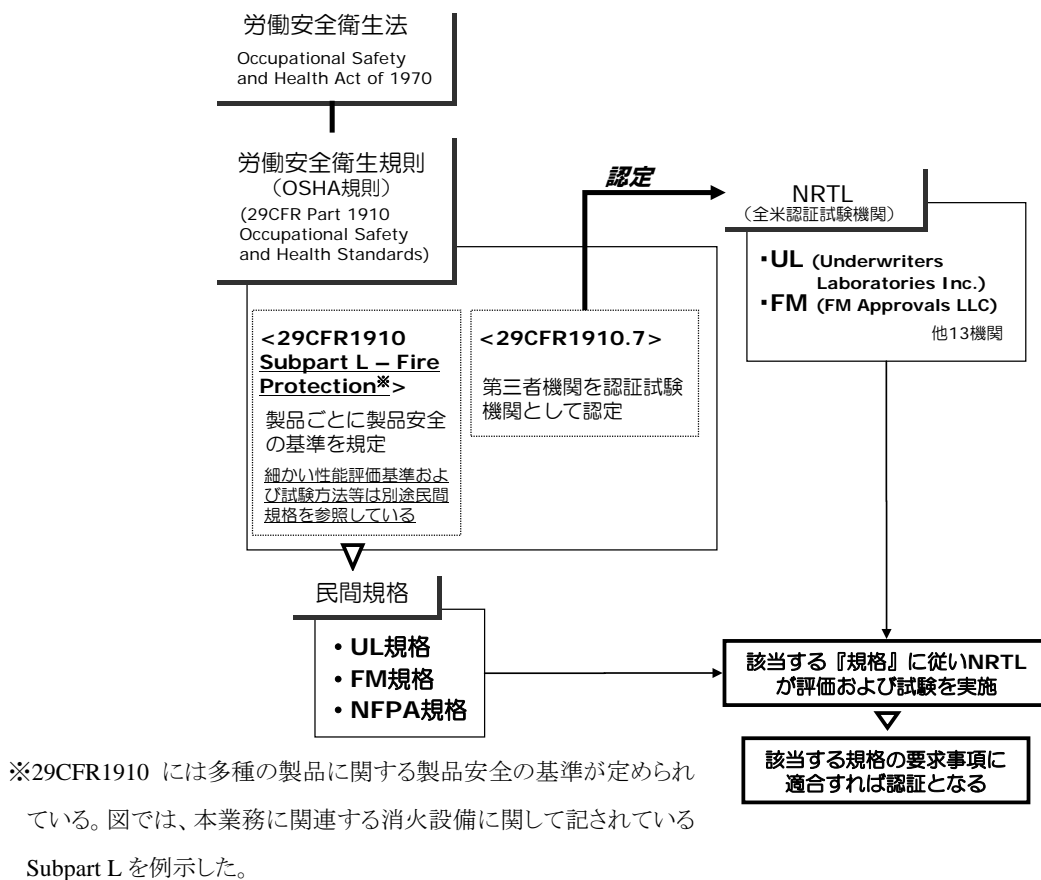 労働安全衛生法
Occupational Safety
and Health Act of 1970
労働安全衛生規則
（OSHA規則）
(29CFR Part 1910
Occupational Safety
and Health Standards)
認定
NRTL
（全米認証試験機関）
・UL (Underwriters
Laboratories Inc.)
・FM (FM Approvals LLC)
他13機関
<29CFR1910
Subpart L – Fire
Protection※>
製品ごとに製品安全
の基準を規定
細かい性能評価基準およ
び試験方法等は別途民間
規格を参照している
<29CFR1910.7>
第三者機関を認証試験
機関として認定
民間規格
・UL規格
・FM規格
・NFPA規格
該当する『規格』に従いNRTL
が評価および試験を実施
該当する規格の要求事項に
適合すれば認証となる
※29CFR1910 には多種の製品に関する製品安全の基準が定められ
ている。図では、本業務に関連する消火設備に関して記されている
Subpart L を例示した。